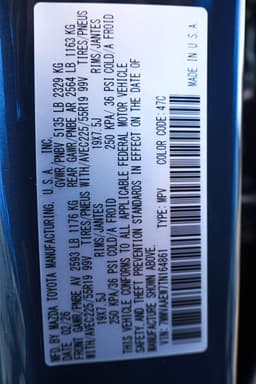 MFD. BY MAZDA TOYOTA MANUFACTURING, U.S.A., INC.
DATE 02/26 GVWR/PNBV 5135 LB 2329 KG
FRONT GAWR/PNBE AV 2593 LB 1176 KG REAR GAWR/PNBE AR 2564 LB 1163 KG
WITH/AVEC225/55R19 99V TIRES/PNEUS WITH/AVEC225/55R19 99V TIRES/PNEUS
19X7.5J RIMS/JANTES 19X7.5J RIMS/JANTES
250 KPA/36 PSI COLD/A FROID 250 KPA/ 36 PSI COLD/A FROID
THIS VEHICLE CONFORMS TO ALL APPLICABLE FEDERAL MOTOR VEHICLE
SAFETY AND THEFT PREVENTION STANDARDS IN EFFECT ON THE DATE OF
MANUFACTURE SHOWN ABOVE.
TYPE: MPV COLOR CODE: 47C
MADE IN U.S.A